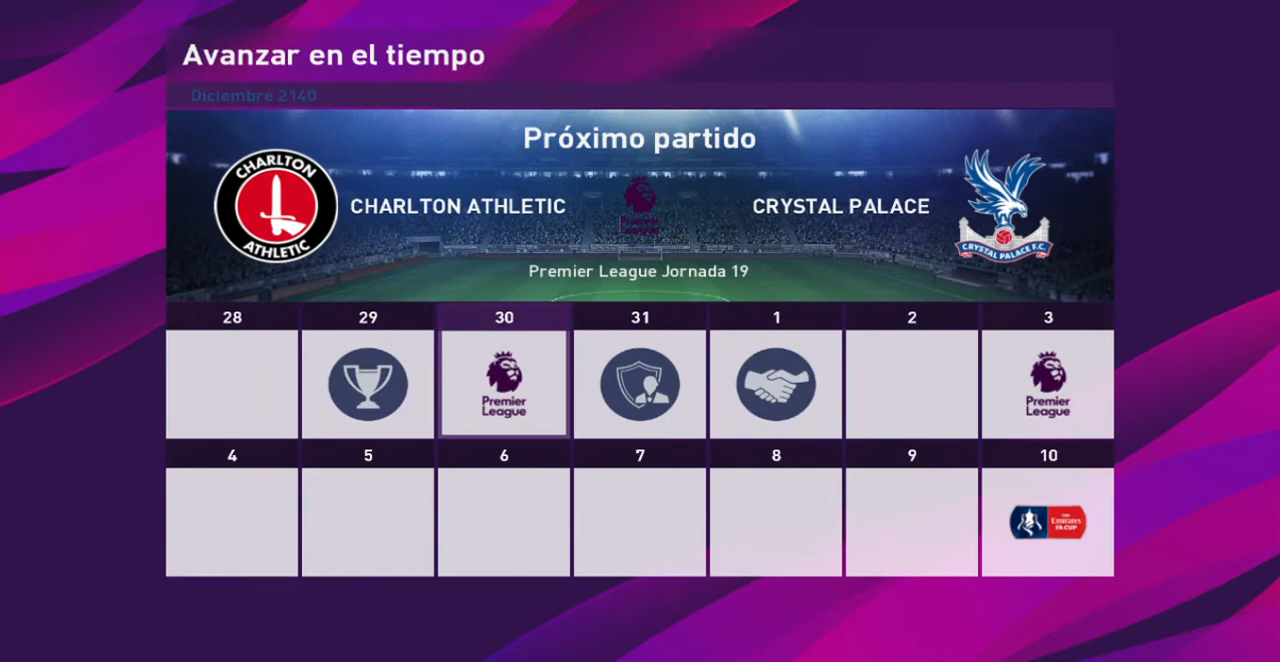 Avanzar en el tiempo
Diciembre 2140
Próximo partido
CHARLTON
ATHLETIC
CHARLTON ATHLETIC
Premier
League
CRYSTAL PALACE
CRYSTAL PALACE F.C.
Premier League Jornada 19
28 29 30 31 1 2 3
Premier
League
Premier
League
4 5 6 7 8 9 10
Emirates
FA CUP